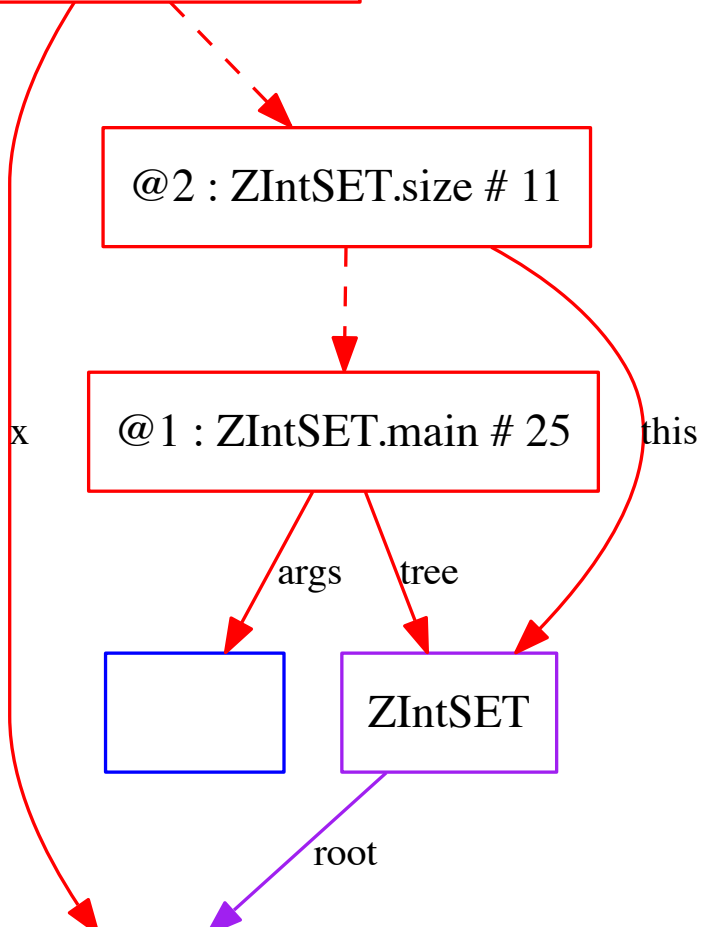 @2 : ZIntSET.size # 11
x
@1 : ZIntSET.main # 25
this
args
tree
ZIntSET
root